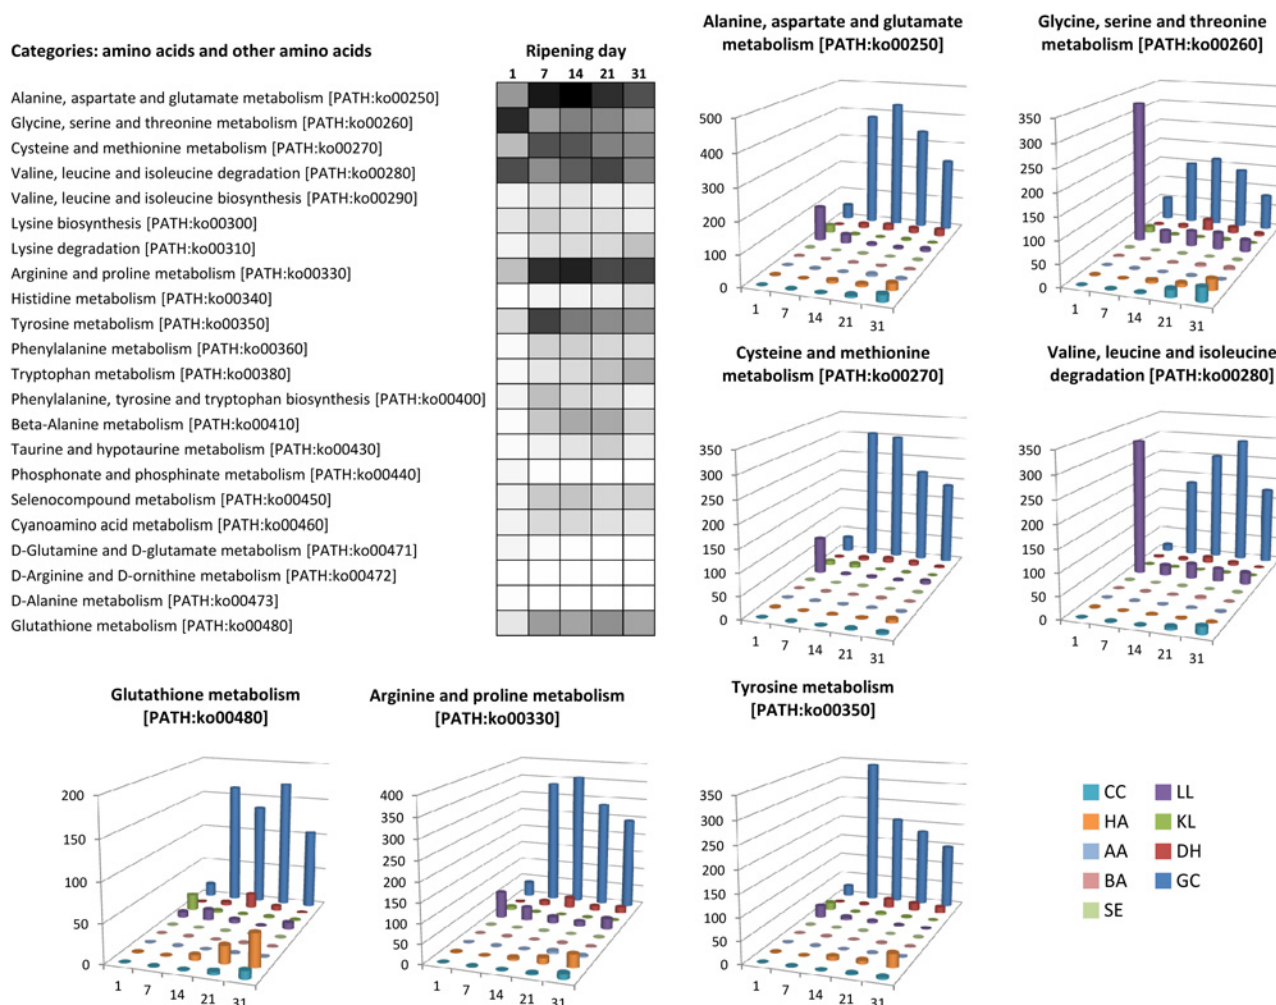 Categories: amino acids and other amino acids
Ripening day
1 7 14 21 31
Alanine, aspartate and glutamate metabolism [PATH:ko00250]
Glycine, serine and threonine metabolism [PATH:ko00260]
Cysteine and methionine metabolism [PATH:ko00270]
Valine, leucine and isoleucine degradation [PATH:ko00280]
Valine, leucine and isoleucine biosynthesis [PATH:ko00290]
Lysine biosynthesis [PATH:ko00300]
Lysine degradation [PATH:ko00310]
Arginine and proline metabolism [PATH:ko00330]
Histidine metabolism [PATH:ko00340]
Tyrosine metabolism [PATH:ko00350]
Phenylalanine metabolism [PATH:ko00360]
Tryptophan metabolism [PATH:ko00380]
Phenylalanine, tyrosine and tryptophan biosynthesis [PATH:ko00400]
Beta-Alanine metabolism [PATH:ko00410]
Taurine and hypotaurine metabolism [PATH:ko00430]
Phosphonate and phosphinate metabolism [PATH:ko00440]
Selenocompound metabolism [PATH:ko00450]
Cyanoamino acid metabolism [PATH:ko00460]
D-Glutamine and D-glutamate metabolism [PATH:ko00471]
D-Arginine and D-ornithine metabolism [PATH:ko00472]
D-Alanine metabolism [PATH:ko00473]
Glutathione metabolism [PATH:ko00480]
Alanine, aspartate and glutamate
metabolism [PATH:ko00250]
500
400
300
200
100
0
1 7 14 21 31
Glycine, serine and threonine
metabolism [PATH:ko00260]
350
300
250
200
150
100
50
0
1 7 14 21 31
Cysteine and methionine
metabolism [PATH:ko00270]
350
300
250
200
150
100
50
0
1 7 14 21 31
Valine, leucine and isoleucine
degradation [PATH:ko00280]
350
300
250
200
150
100
50
0
1 7 14 21 31
Glutathione metabolism
[PATH:ko00480]
200
150
100
50
0
1 7 14 21 31
Arginine and proline metabolism
[PATH:ko00330]
400
350
300
250
200
150
100
50
0
1 7 14 21 31
Tyrosine metabolism
[PATH:ko00350]
350
300
250
200
150
100
50
0
1 7 14 21 31
CC LL
HA KL
AA DH
BA GC
SE